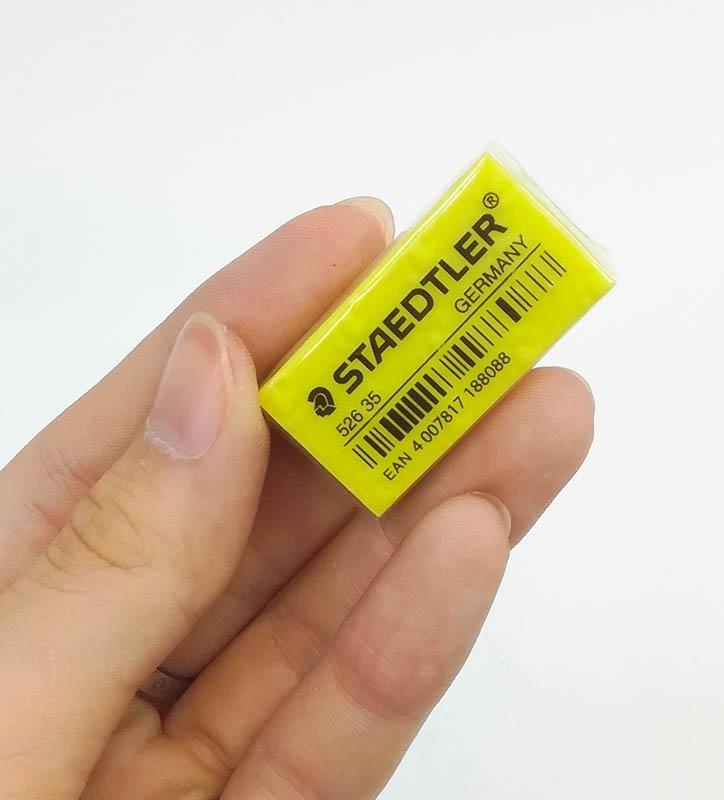 STAEDTLER®
GERMANY
526 35
EAN 4 007817 188088